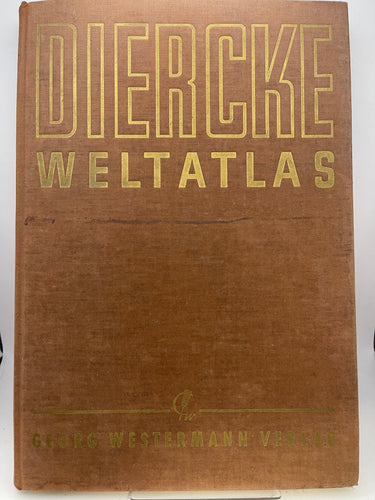 DIERCKE
WELTATLAS
GEORG WESTERMANN VERLAG